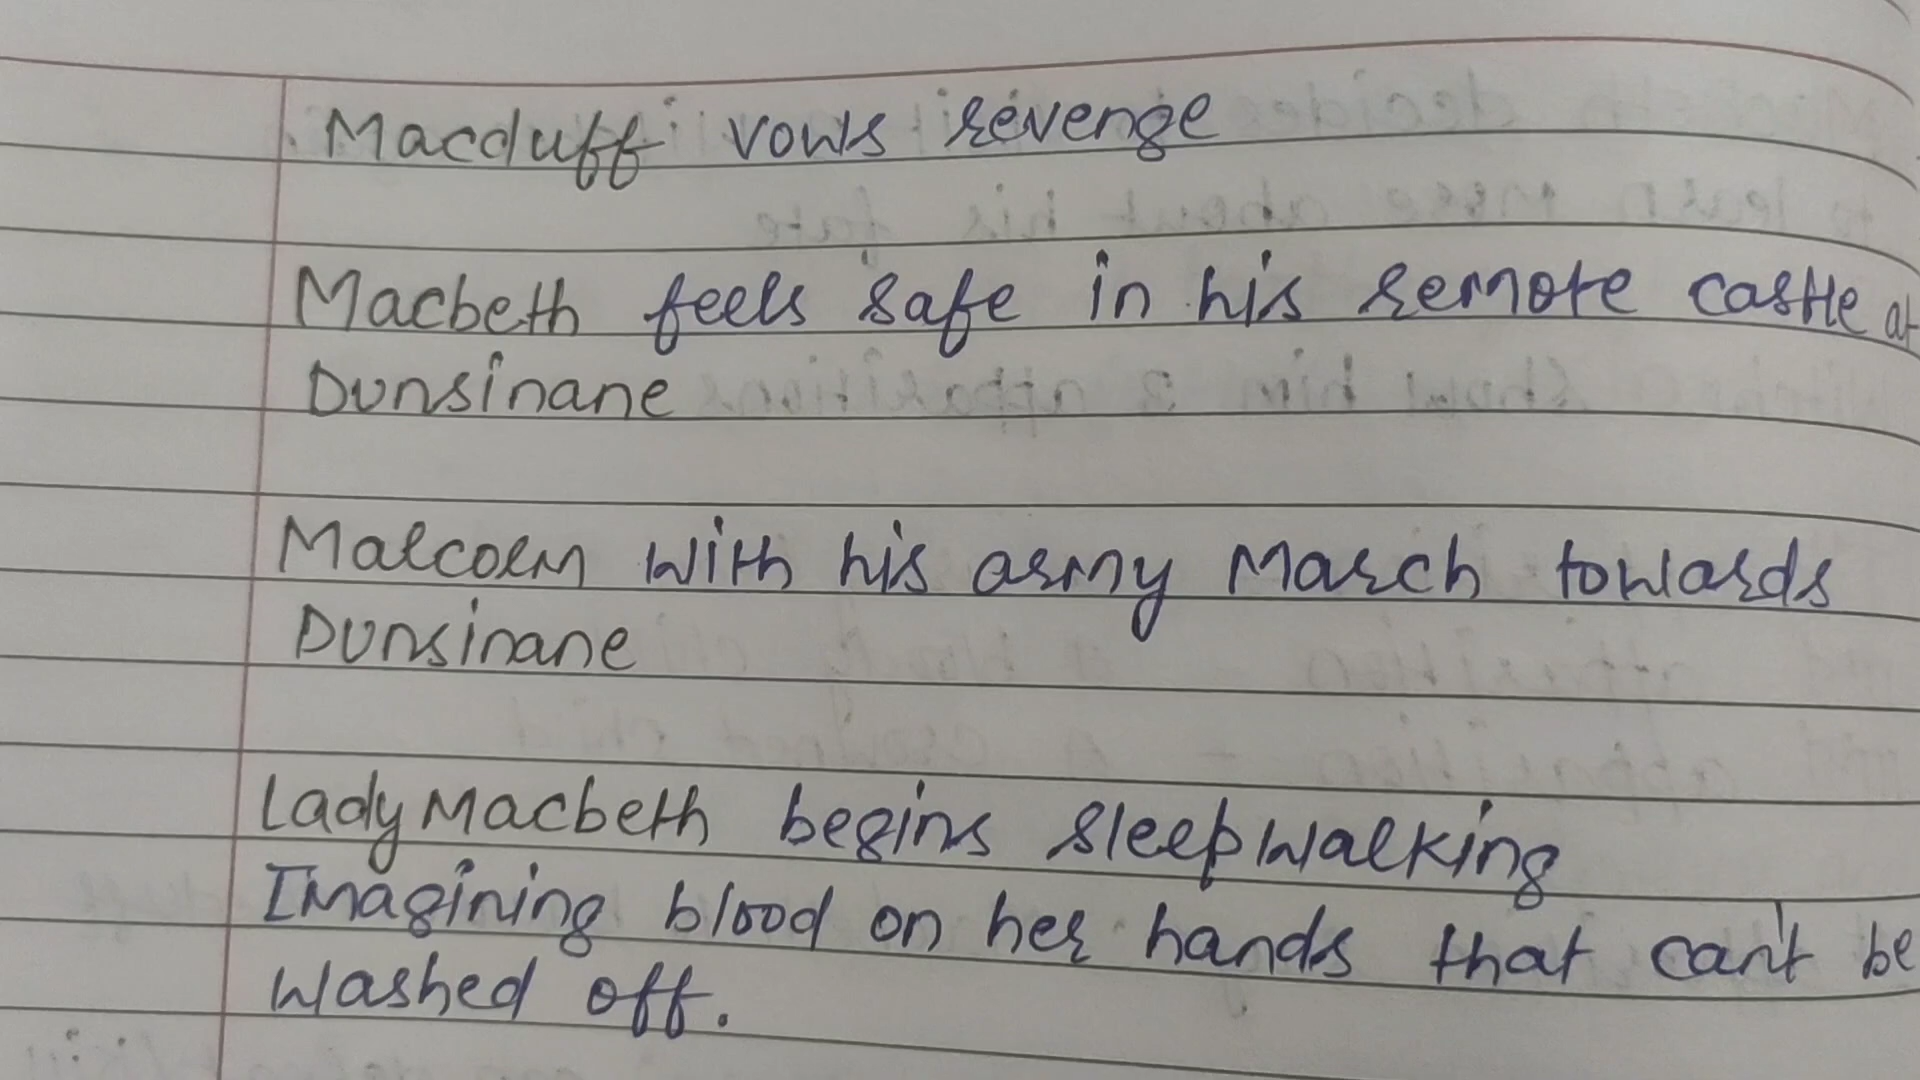 Macduff vows revenge
Macbeth feels safe in his remote castle at
Dunsinane
Malcolm with his army March towards
Dunsinane
Lady Macbeth begins sleepwalking
Imagining blood on her hands that can't be
washed off.